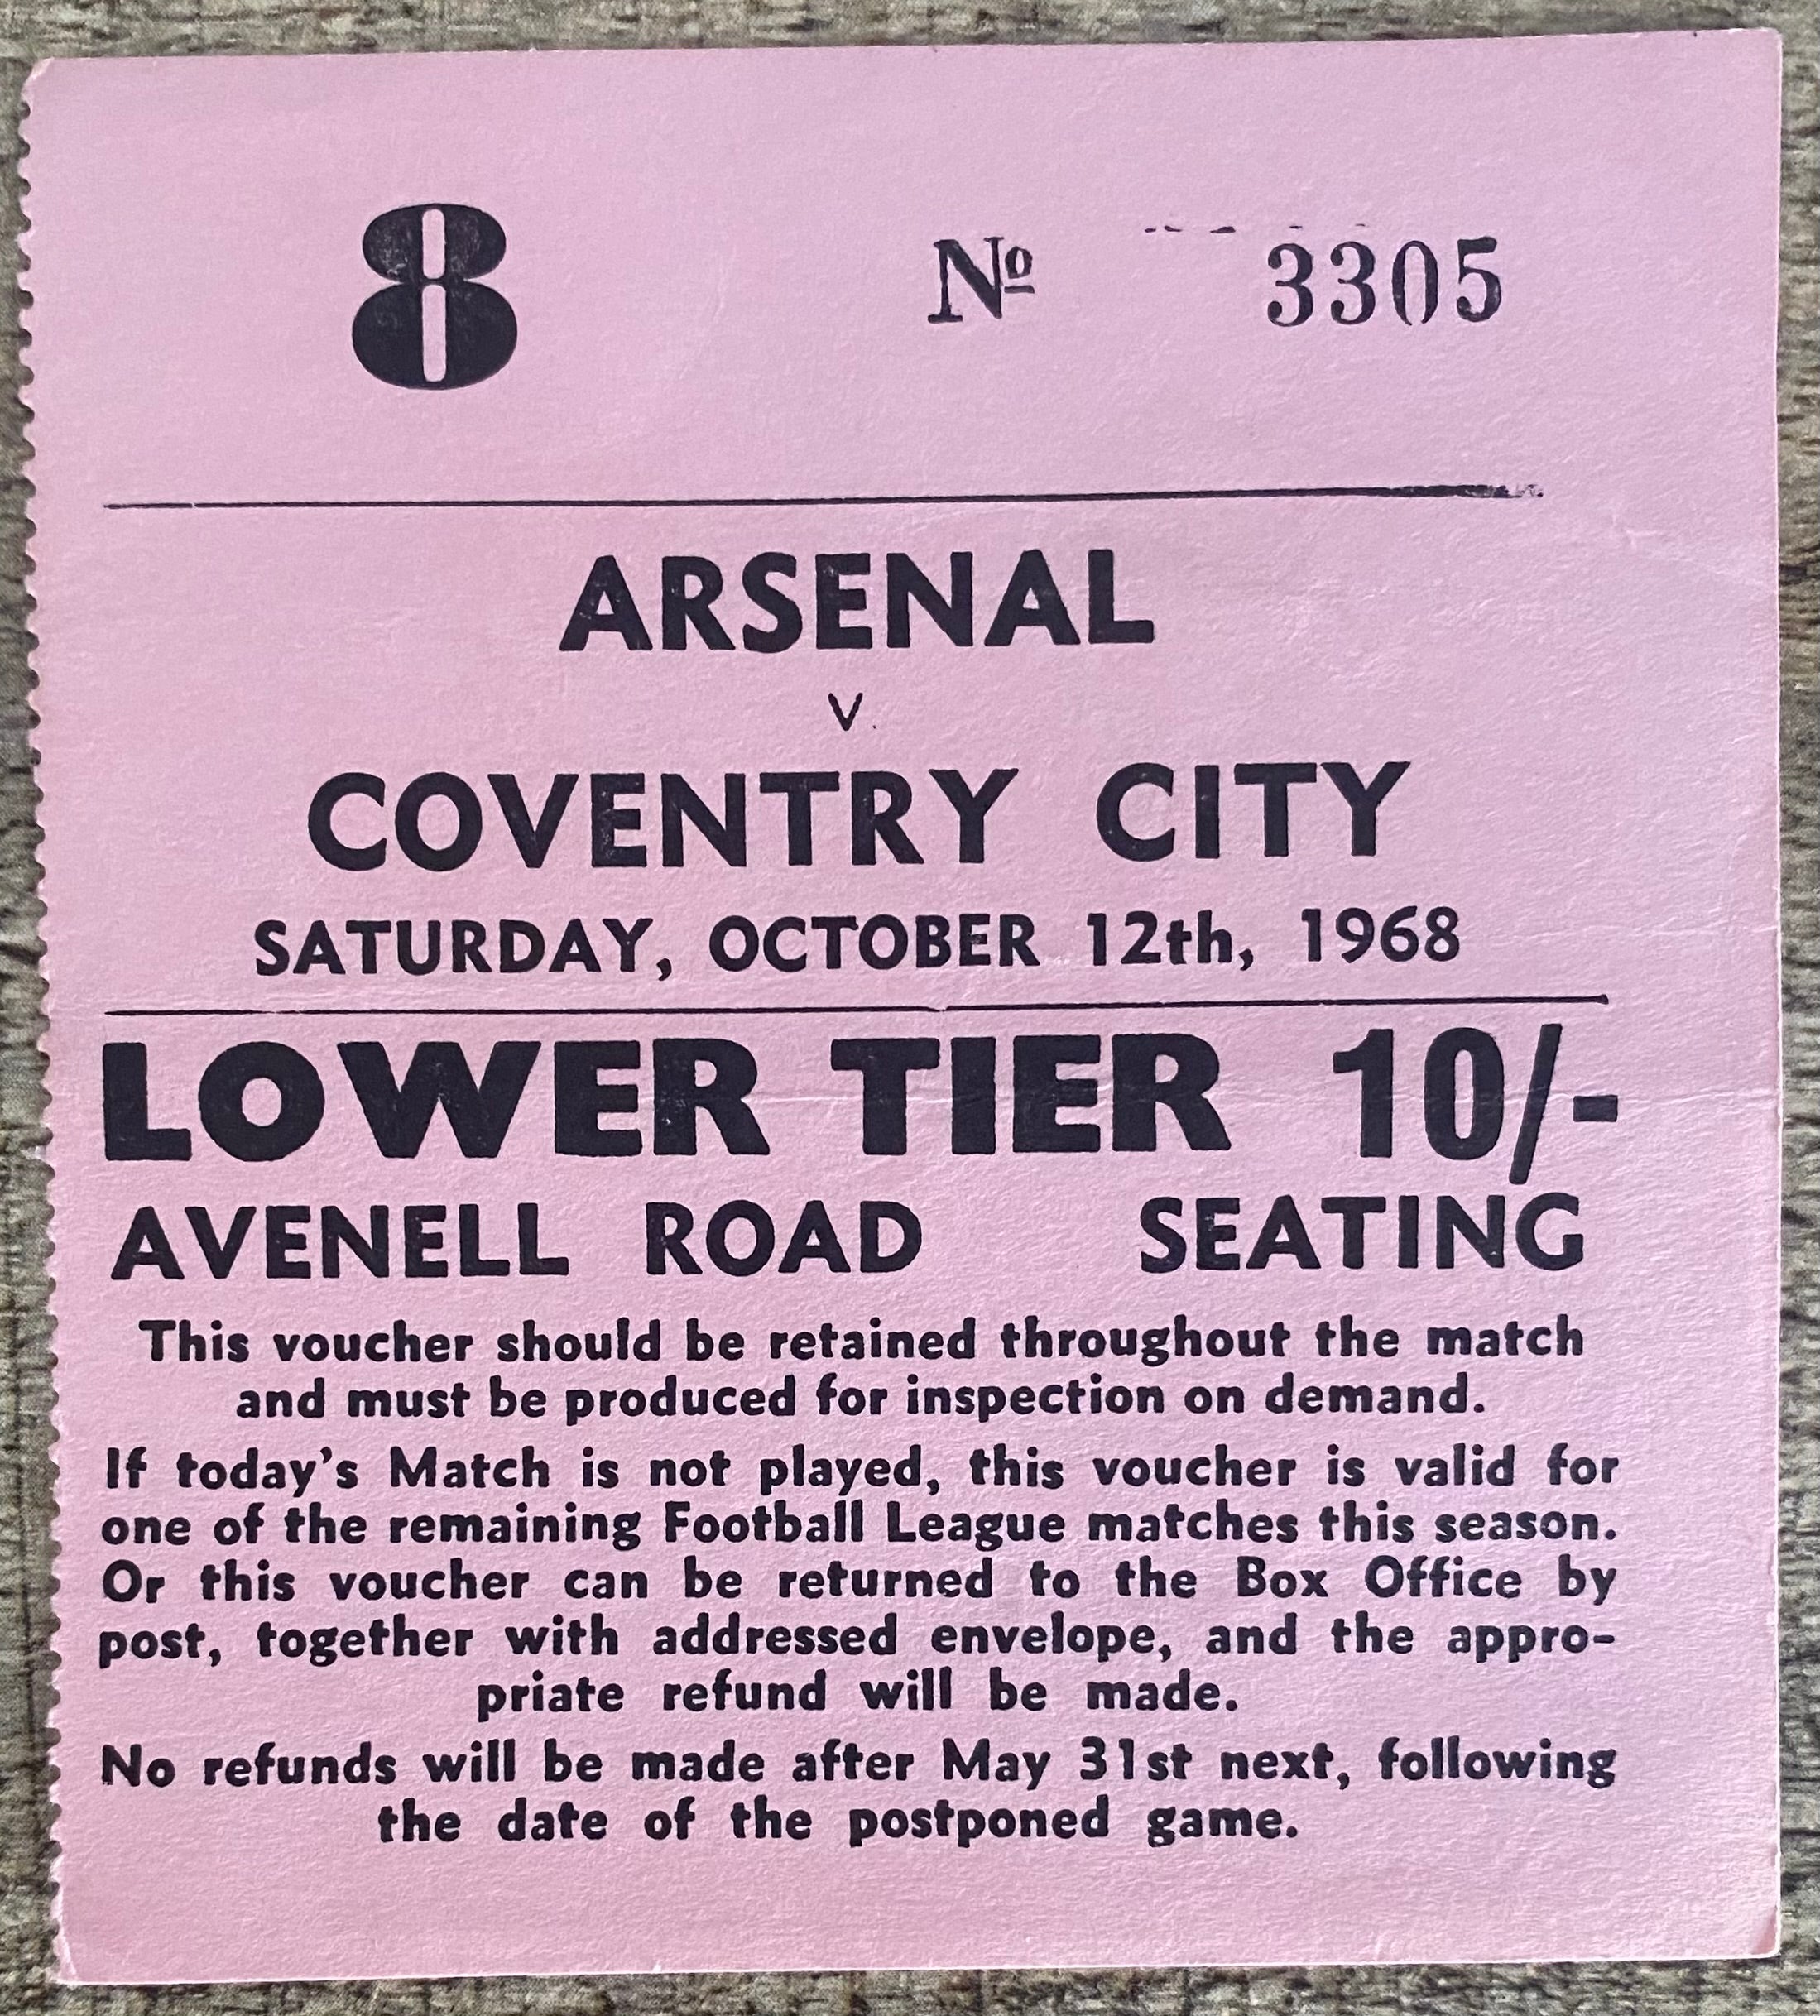 8 Nº 3305
ARSENAL
v.
COVENTRY CITY
SATURDAY, OCTOBER 12th, 1968
LOWER TIER 10/-
AVENELL ROAD SEATING
This voucher should be retained throughout the match
and must be produced for inspection on demand.
If today's Match is not played, this voucher is valid for
one of the remaining Football League matches this season.
Or this voucher can be returned to the Box Office by
post, together with addressed envelope, and the appro-
priate refund will be made.
No refunds will be made after May 31st next, following
the date of the postponed game.